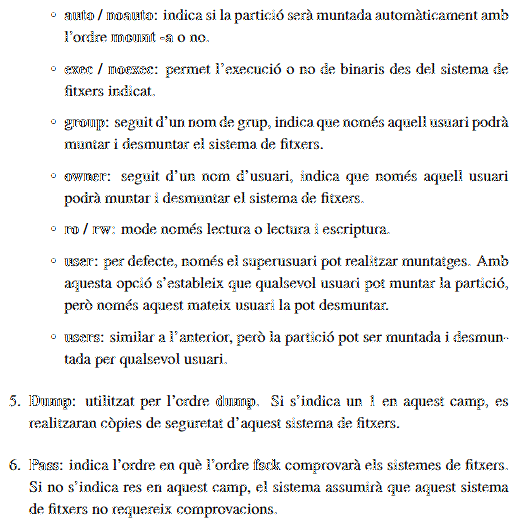 ◦ auto / noauto: indica si la partició serà muntada automàticament amb
l'ordre mount -a o no.
◦ exec / noexec: permet l'execució o no de binaris des del sistema de
fitxers indicat.
◦ group: seguit d'un nom de grup, indica que només aquell usuari podrà
muntar i desmuntar el sistema de fitxers.
◦ owner: seguit d'un nom d'usuari, indica que només aquell usuari
podrà muntar i desmuntar el sistema de fitxers.
◦ ro / rw: mode només lectura o lectura i escriptura.
◦ user: per defecte, només el superusuari pot realitzar muntatges. Amb
aquesta opció s'estableix que qualsevol usuari pot muntar la partició,
però només aquest mateix usuari la pot desmuntar.
◦ users: similar a l'anterior, però la partició pot ser muntada i desmun-
tada per qualsevol usuari.
5. Dump: utilitzat per l'ordre dump. Si s'indica un 1 en aquest camp, es
realitzaran còpies de seguretat d'aquest sistema de fitxers.
6. Pass: indica l'ordre en què l'ordre fsck comprovarà els sistemes de fitxers.
Si no s'indica res en aquest camp, el sistema assumirà que aquest sistema
de fitxers no requereix comprovacions.